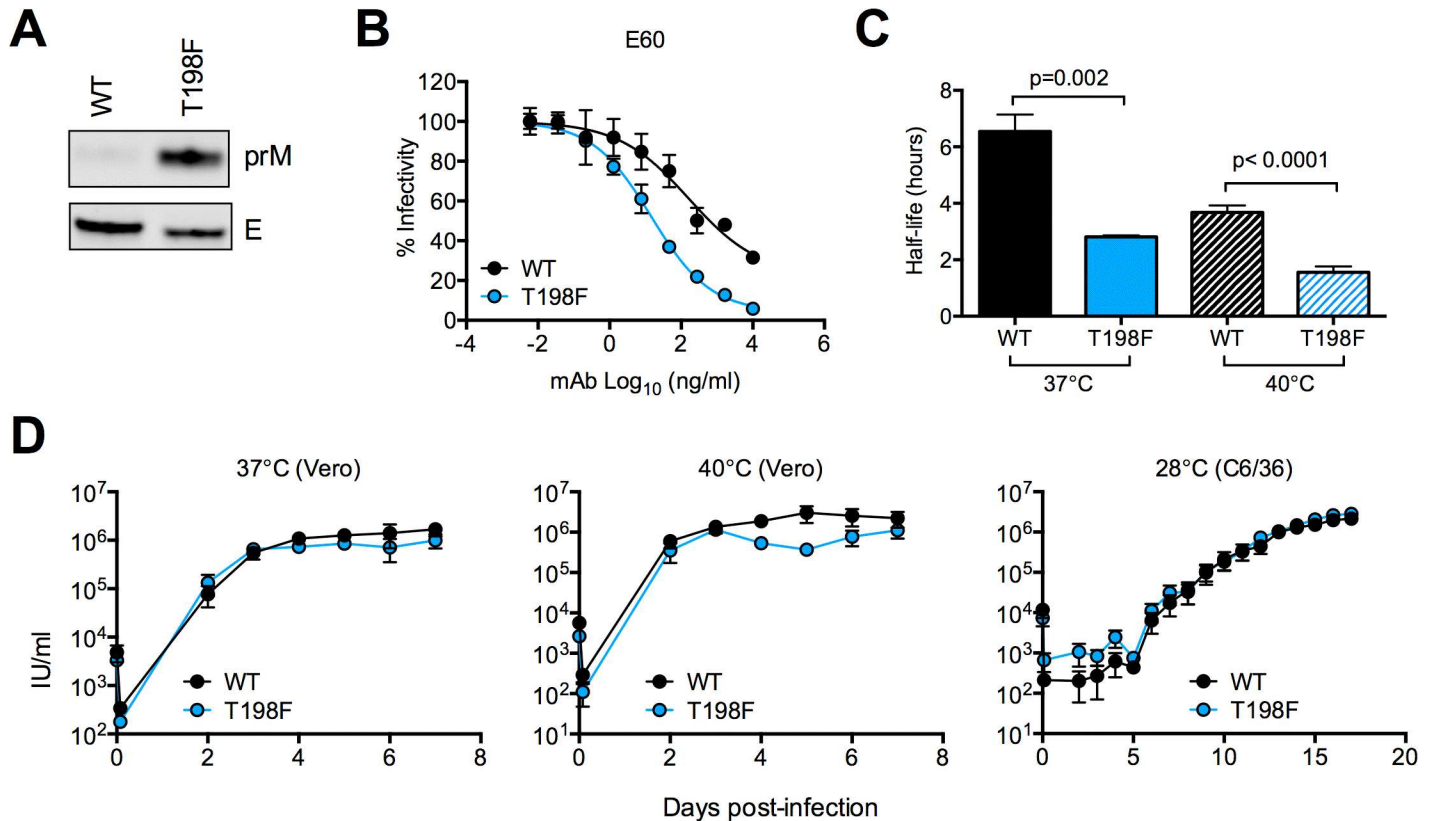 A
WT
T198F
prM
E
B
E60
% Infectivity
120
100
80
60
40
20
0
-4 -2 0 2 4 6
WT
T198F
mAb Log10 (ng/ml)
C
p=0.002
p< 0.0001
Half-life (hours)
8
6
4
2
0
WT T198F WT T198F
37°C 40°C
D
37°C (Vero)
IU/ml
10⁷
10⁶
10⁵
10⁴
10³
10²
WT
T198F
0 2 4 6 8
40°C (Vero)
10⁷
10⁶
10⁵
10⁴
10³
10²
10¹
WT
T198F
0 2 4 6 8
28°C (C6/36)
10⁷
10⁶
10⁵
10⁴
10³
10²
10¹
WT
T198F
0 5 10 15 20
Days post-infection